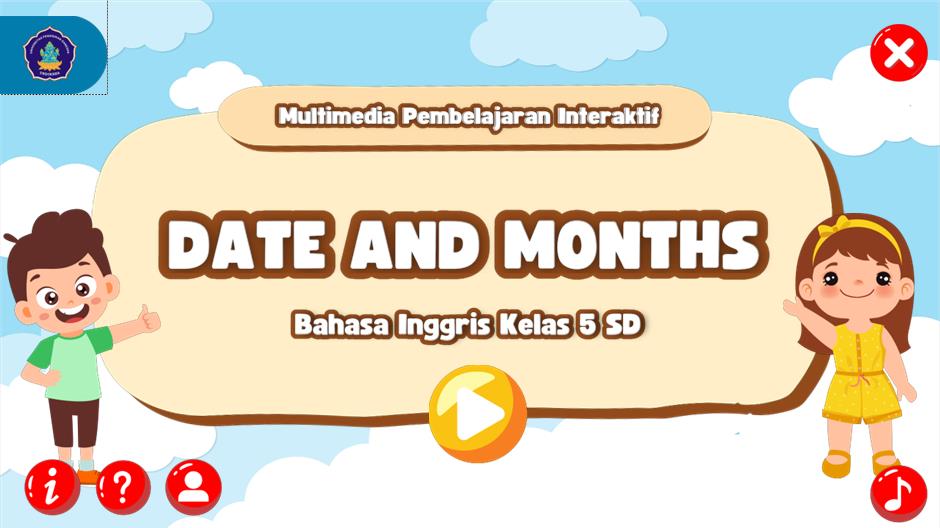 Multimedia Pembelajaran Interaktif
DATE AND MONTHS
Bahasa Inggris Kelas 5 SD
i
?